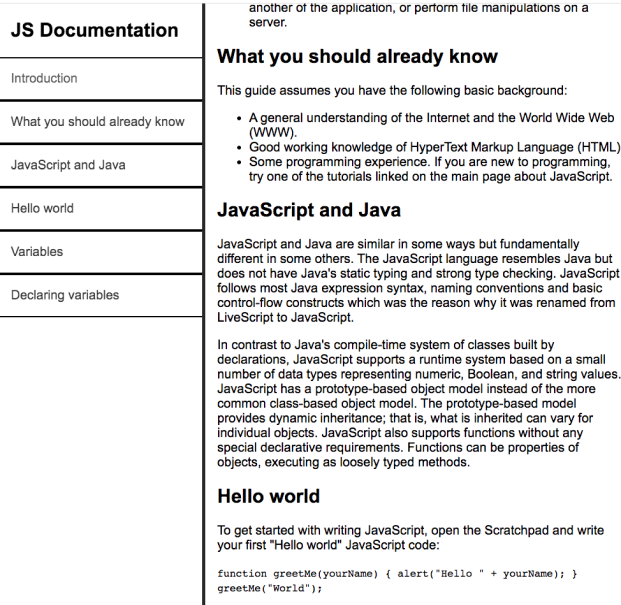 JS Documentation
Introduction
What you should already know
JavaScript and Java
Hello world
Variables
Declaring variables
another of the application, or perform file manipulations on a
server.
What you should already know
This guide assumes you have the following basic background:
• A general understanding of the Internet and the World Wide Web
(WWW).
• Good working knowledge of HyperText Markup Language (HTML)
• Some programming experience. If you are new to programming,
try one of the tutorials linked on the main page about JavaScript.
JavaScript and Java
JavaScript and Java are similar in some ways but fundamentally
different in some others. The JavaScript language resembles Java but
does not have Java's static typing and strong type checking. JavaScript
follows most Java expression syntax, naming conventions and basic
control-flow constructs which was the reason why it was renamed from
LiveScript to JavaScript.
In contrast to Java's compile-time system of classes built by
declarations, JavaScript supports a runtime system based on a small
number of data types representing numeric, Boolean, and string values.
JavaScript has a prototype-based object model instead of the more
common class-based object model. The prototype-based model
provides dynamic inheritance; that is, what is inherited can vary for
individual objects. JavaScript also supports functions without any
special declarative requirements. Functions can be properties of
objects, executing as loosely typed methods.
Hello world
To get started with writing JavaScript, open the Scratchpad and write
your first "Hello world" JavaScript code:
function greetMe(yourName) { alert("Hello " + yourName); }
greetMe("World");